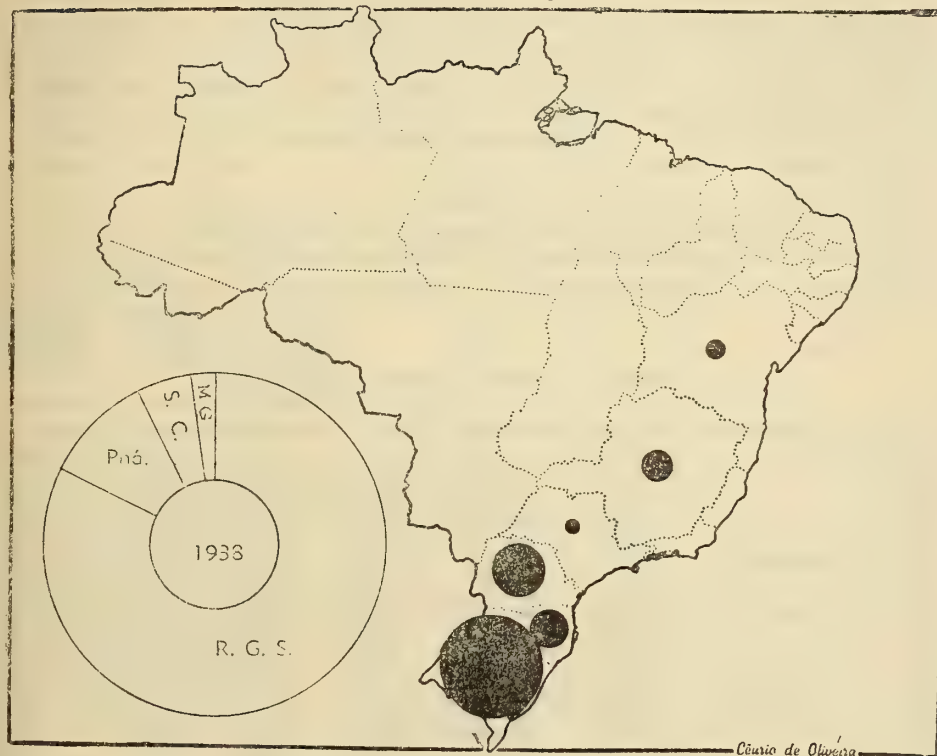 M G
S. C.
Pná.
1938
R. G. S.
Cêurio de Oliveira